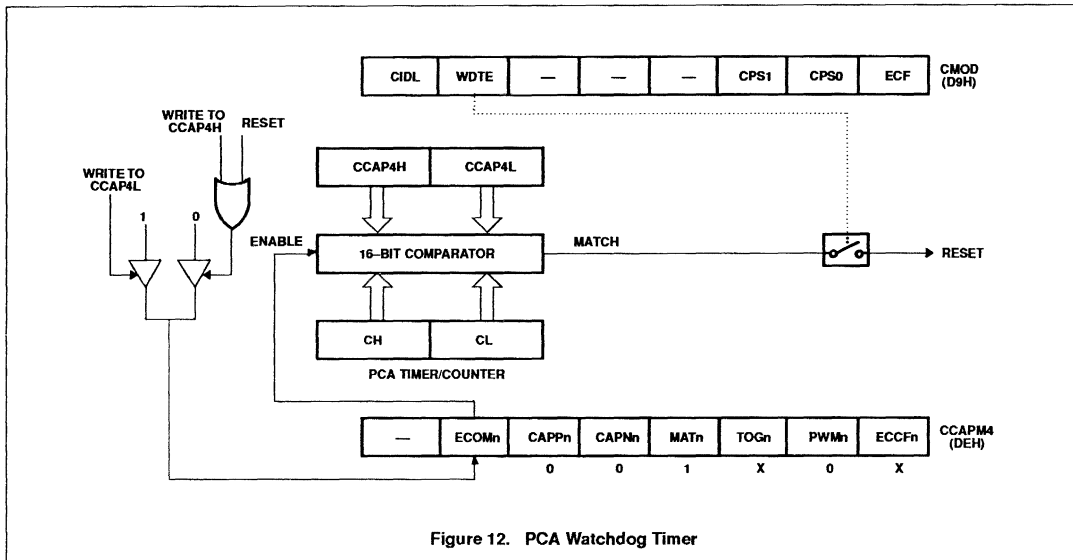 CIDL WDTE — — — CPS1 CPS0 ECF
CMOD
(D9H)
WRITE TO
CCAP4H
RESET
WRITE TO
CCAP4L
1 0
CCAP4H CCAP4L
ENABLE
16–BIT COMPARATOR
MATCH
RESET
CH CL
PCA TIMER/COUNTER
— ECOMn CAPPn CAPNn MATn TOGn PWMn ECCFn
CCAPM4
(DEH)
0 0 1 X 0 X
Figure 12. PCA Watchdog Timer